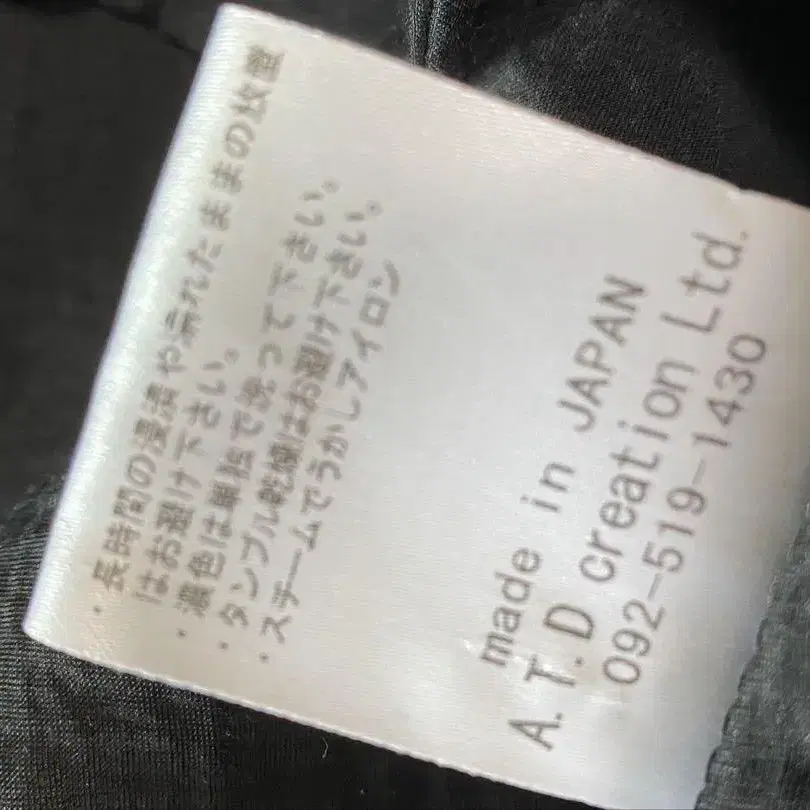 ・長時間の浸漬や濡れたままの放置
はお避け下さい。
・濃色は単独で洗って下さい。
・タンブル乾燥はお避け下さい。
・スチームでうかしアイロン
made in JAPAN
A.T.D creation Ltd.
092-519-1430